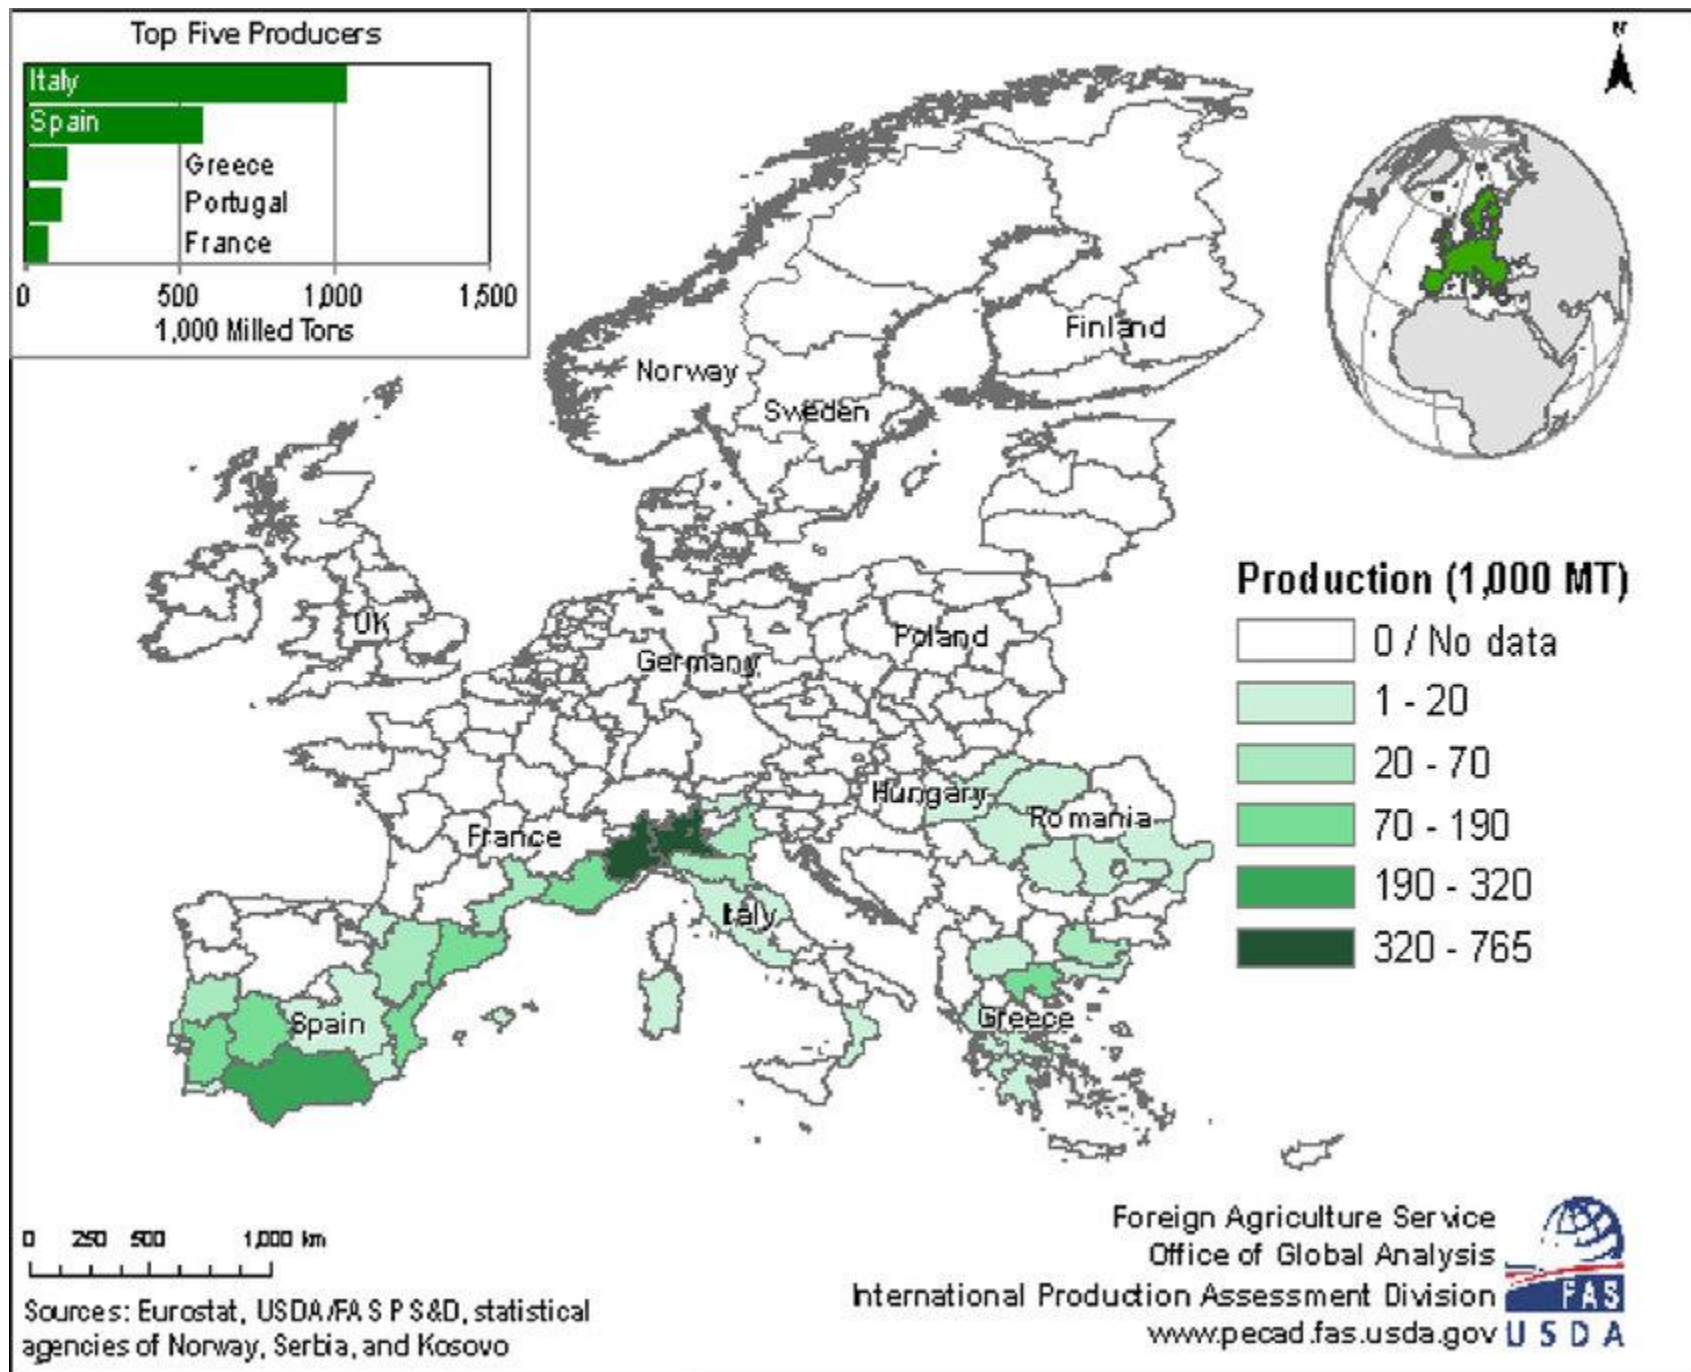 Top Five Producers
Italy
Spain
Greece
Portugal
France
0 500 1,000 1,500
1,000 Milled Tons
N
Norway
Finland
Sweden
UK
Germany
Poland
France
Hungary
Romania
Italy
Spain
Greece
Production (1,000 MT)
0 / No data
1 - 20
20 - 70
70 - 190
190 - 320
320 - 765
0 250 500 1,000 km
Sources: Eurostat, USDA/FAS PS&D, statistical
agencies of Norway, Serbia, and Kosovo
Foreign Agriculture Service
Office of Global Analysis
International Production Assessment Division
www.pecad.fas.usda.gov
FAS
USDA